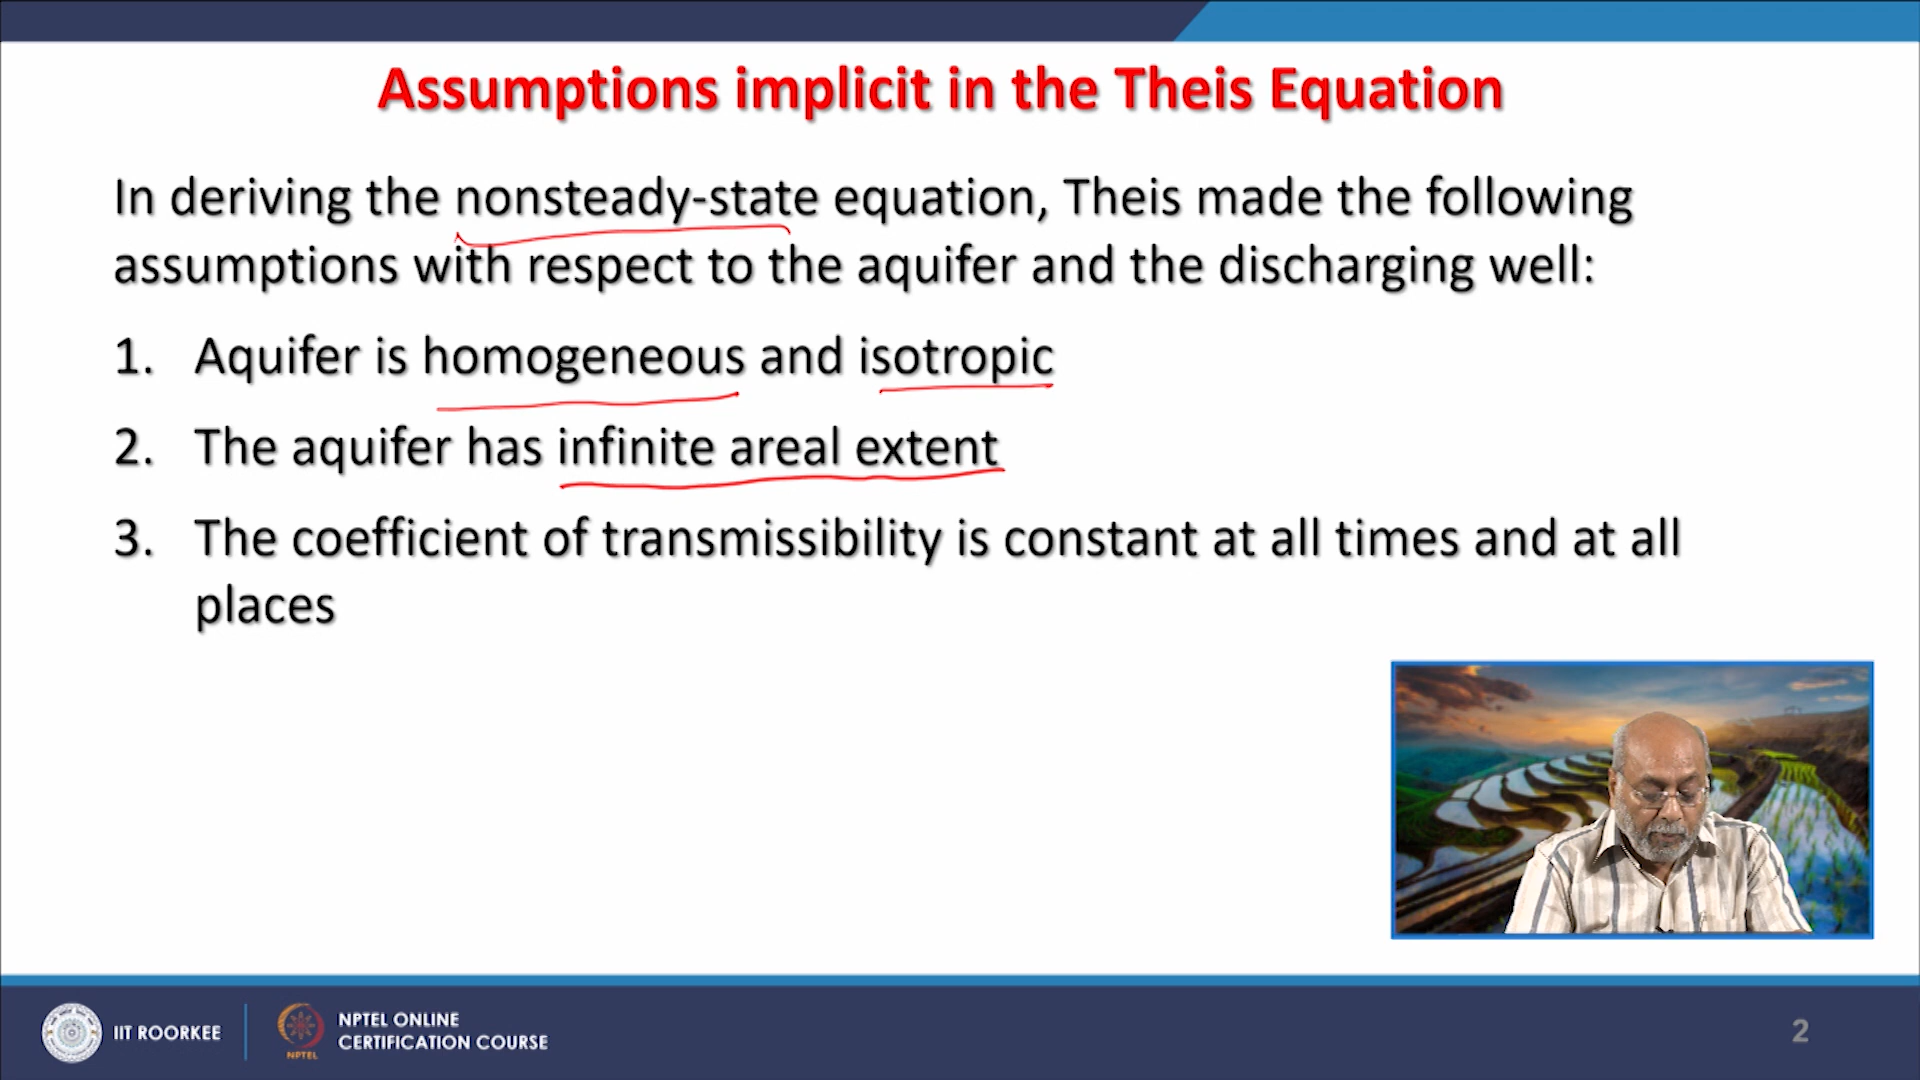 Assumptions implicit in the Theis Equation
In deriving the nonsteady-state equation, Theis made the following
assumptions with respect to the aquifer and the discharging well:
1. Aquifer is homogeneous and isotropic
2. The aquifer has infinite areal extent
3. The coefficient of transmissibility is constant at all times and at all
places
IIT ROORKEE
NPTEL
NPTEL ONLINE
CERTIFICATION COURSE
2